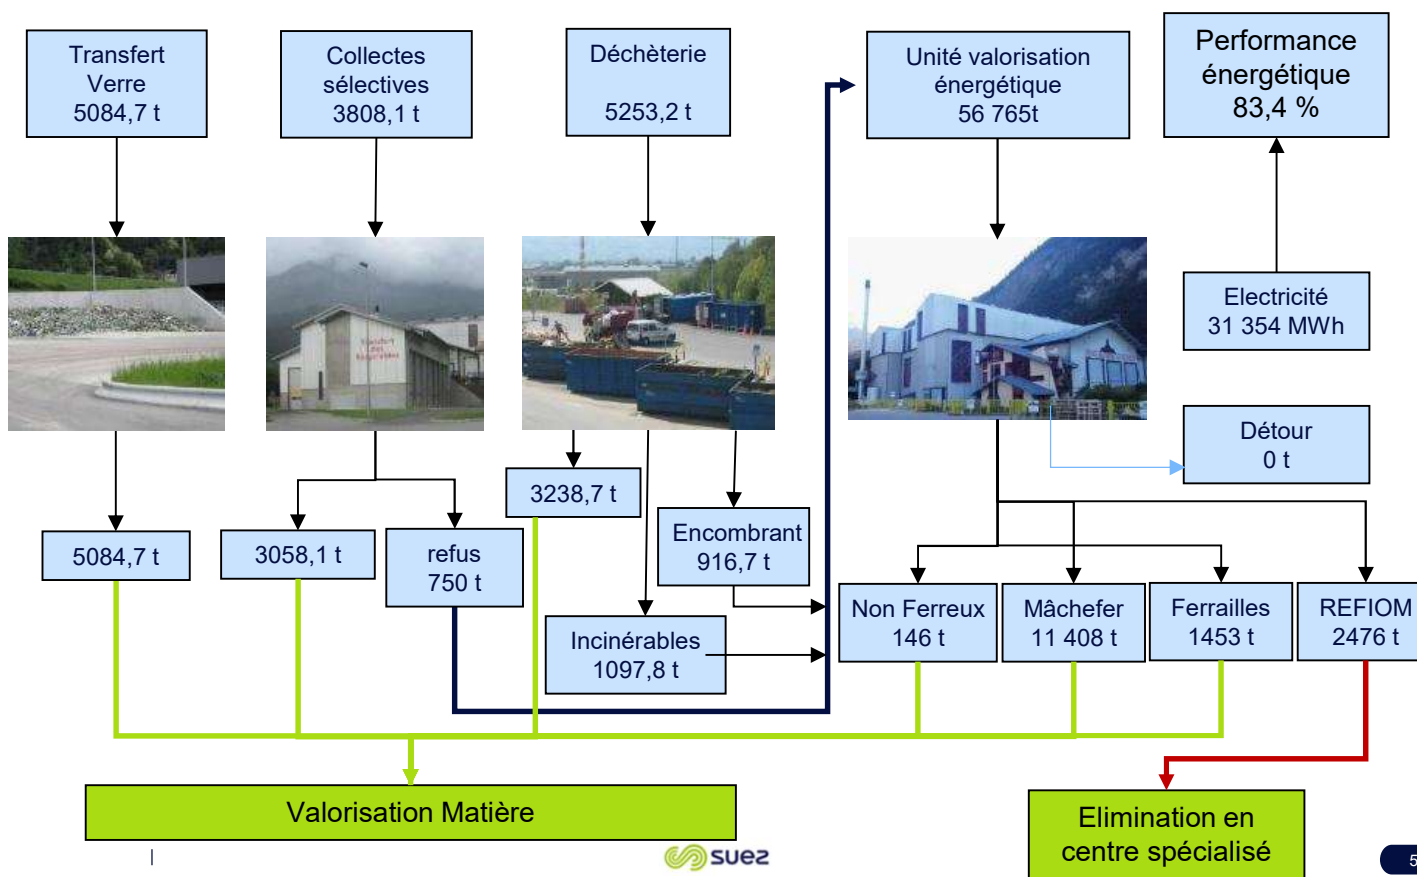 Transfert
Verre
5084,7 t
Collectes
sélectives
3808,1 t
Déchèterie
5253,2 t
Unité valorisation
énergétique
56 765t
Performance
énergétique
83,4 %
Transfert
des
Electricité
31 354 MWh
Détour
0 t
5084,7 t
3058,1 t
refus
750 t
3238,7 t
Encombrant
916,7 t
Incinérables
1097,8 t
Non Ferreux
146 t
Mâchefer
11 408 t
Ferrailles
1453 t
REFIOM
2476 t
Valorisation Matière
Elimination en
centre spécialisé
suez
5